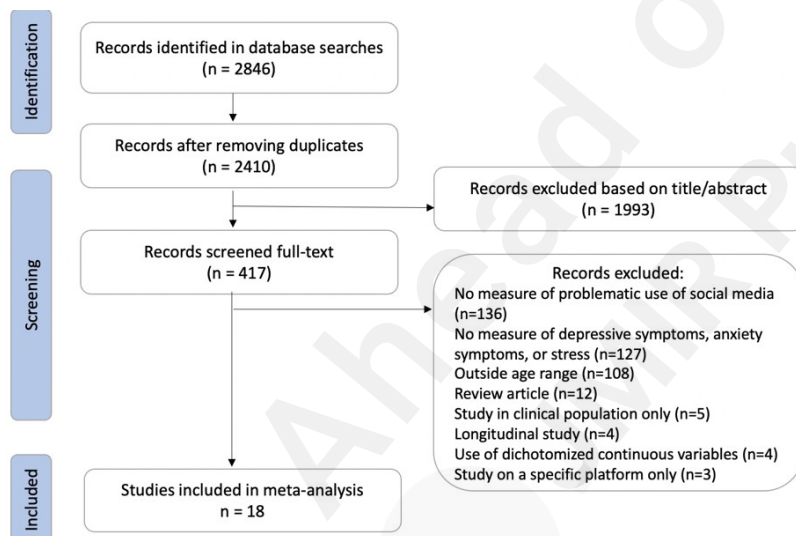 Identification
Records identified in database searches
(n = 2846)
Records after removing duplicates
(n = 2410)
Screening
Records excluded based on title/abstract
(n = 1993)
Records screened full-text
(n = 417)
Records excluded:
No measure of problematic use of social media
(n=136)
No measure of depressive symptoms, anxiety
symptoms, or stress (n=127)
Outside age range (n=108)
Review article (n=12)
Study in clinical population only (n=5)
Longitudinal study (n=4)
Use of dichotomized continuous variables (n=4)
Study on a specific platform only (n=3)
Included
Studies included in meta-analysis
n = 18
Ahead o
JMIR P